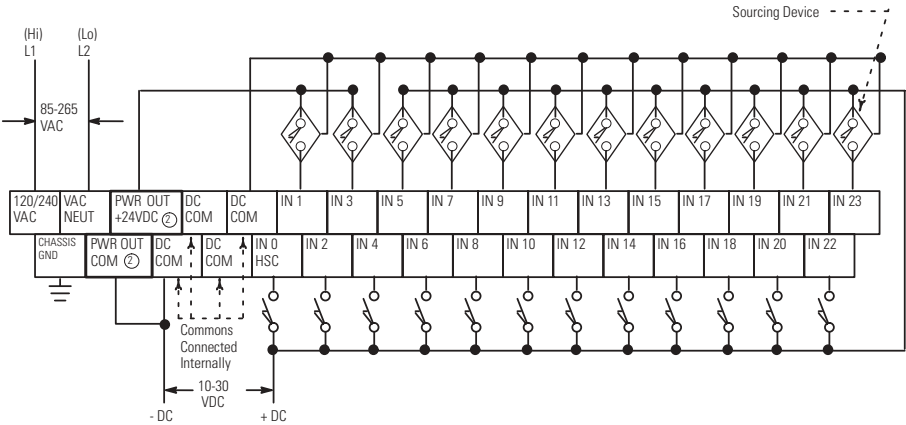 Sourcing Device
(Hi)
L1
(Lo)
L2
85-265
VAC
120/240
VAC
VAC
NEUT
PWR OUT
+24VDC ②
DC
COM
DC
COM
IN 1
IN 3
IN 5
IN 7
IN 9
IN 11
IN 13
IN 15
IN 17
IN 19
IN 21
IN 23
CHASSIS
GND
PWR OUT
COM ②
DC
COM
DC
COM
IN 0
HSC
IN 2
IN 4
IN 6
IN 8
IN 10
IN 12
IN 14
IN 16
IN 18
IN 20
IN 22
Commons
Connected
Internally
10-30
VDC
- DC
+ DC